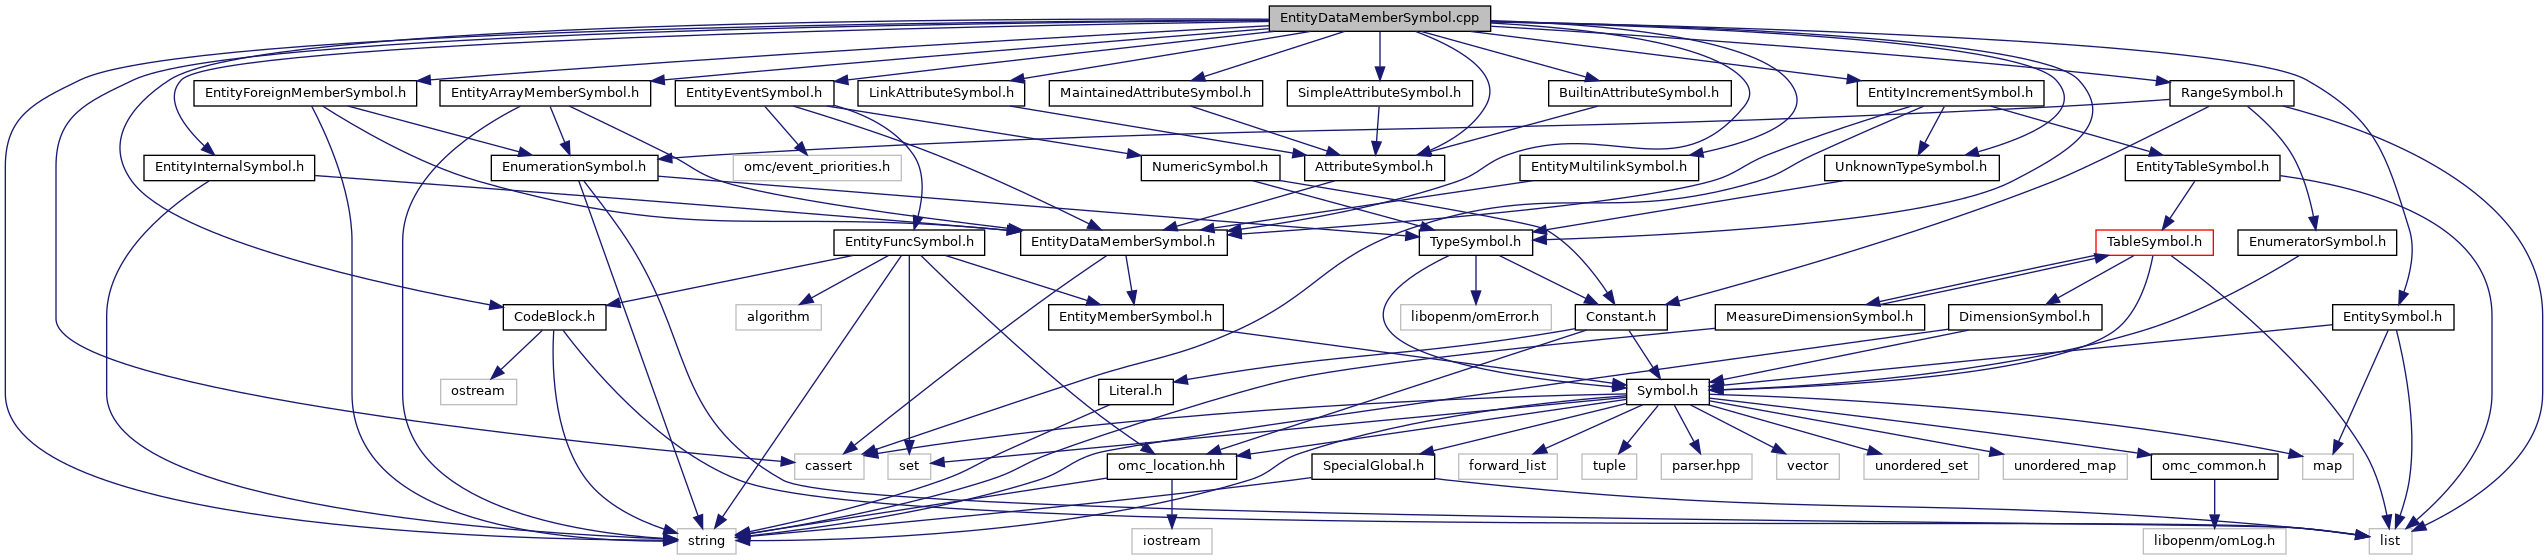 EntityDataMemberSymbol.cpp
EntityForeignMemberSymbol.h
EntityArrayMemberSymbol.h
EntityEventSymbol.h
LinkAttributeSymbol.h
MaintainedAttributeSymbol.h
SimpleAttributeSymbol.h
BuiltinAttributeSymbol.h
EntityIncrementSymbol.h
RangeSymbol.h
EntityInternalSymbol.h
EnumerationSymbol.h
omc/event_priorities.h
NumericSymbol.h
AttributeSymbol.h
EntityMultilinkSymbol.h
UnknownTypeSymbol.h
EntityTableSymbol.h
EntityFuncSymbol.h
EntityDataMemberSymbol.h
TypeSymbol.h
TableSymbol.h
EnumeratorSymbol.h
CodeBlock.h
algorithm
EntityMemberSymbol.h
libopenm/omError.h
Constant.h
MeasureDimensionSymbol.h
DimensionSymbol.h
EntitySymbol.h
ostream
Literal.h
Symbol.h
cassert
set
omc_location.hh
SpecialGlobal.h
forward_list
tuple
parser.hpp
vector
unordered_set
unordered_map
omc_common.h
map
string
iostream
libopenm/omLog.h
list